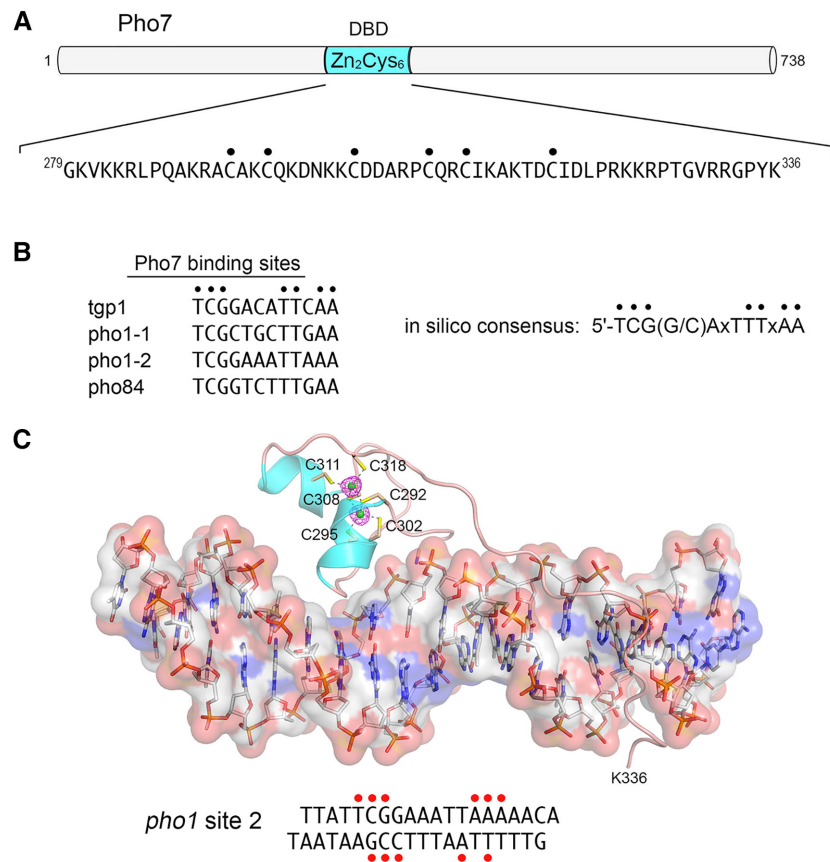 A
Pho7
DBD
1 Zn₂Cys₆ 738
²⁷⁹GKVKKRLPQAKRACAKCQKDNKKCDDARPCQRCIKAKTDCIDLPRKKRPTGVRRGPYK³³⁶
B
Pho7 binding sites
tgp1 TCGGACATTCAA
pho1-1 TCGCTGCTTGAA
pho1-2 TCGGAAATTAAA
pho84 TCGGTCTTTGAA
in silico consensus: 5'-TCG(G/C)AxTTTxAA
C
C311 C318
C308 C292
C295 C302
K336
pho1 site 2
TTATTCGGAAATTAAAAACA
TAATAAGCCTTTAATTTTTG